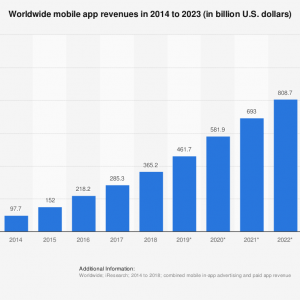 Worldwide mobile app revenues in 2014 to 2023 (in billion U.S. dollars)
808.7
693
581.9
461.7
365.2
285.3
218.2
152
97.7
2014 2015 2016 2017 2018 2019* 2020* 2021* 2022*
Additional Information:
Worldwide; iResearch; 2014 to 2018; combined mobile in-app advertising and paid app revenue